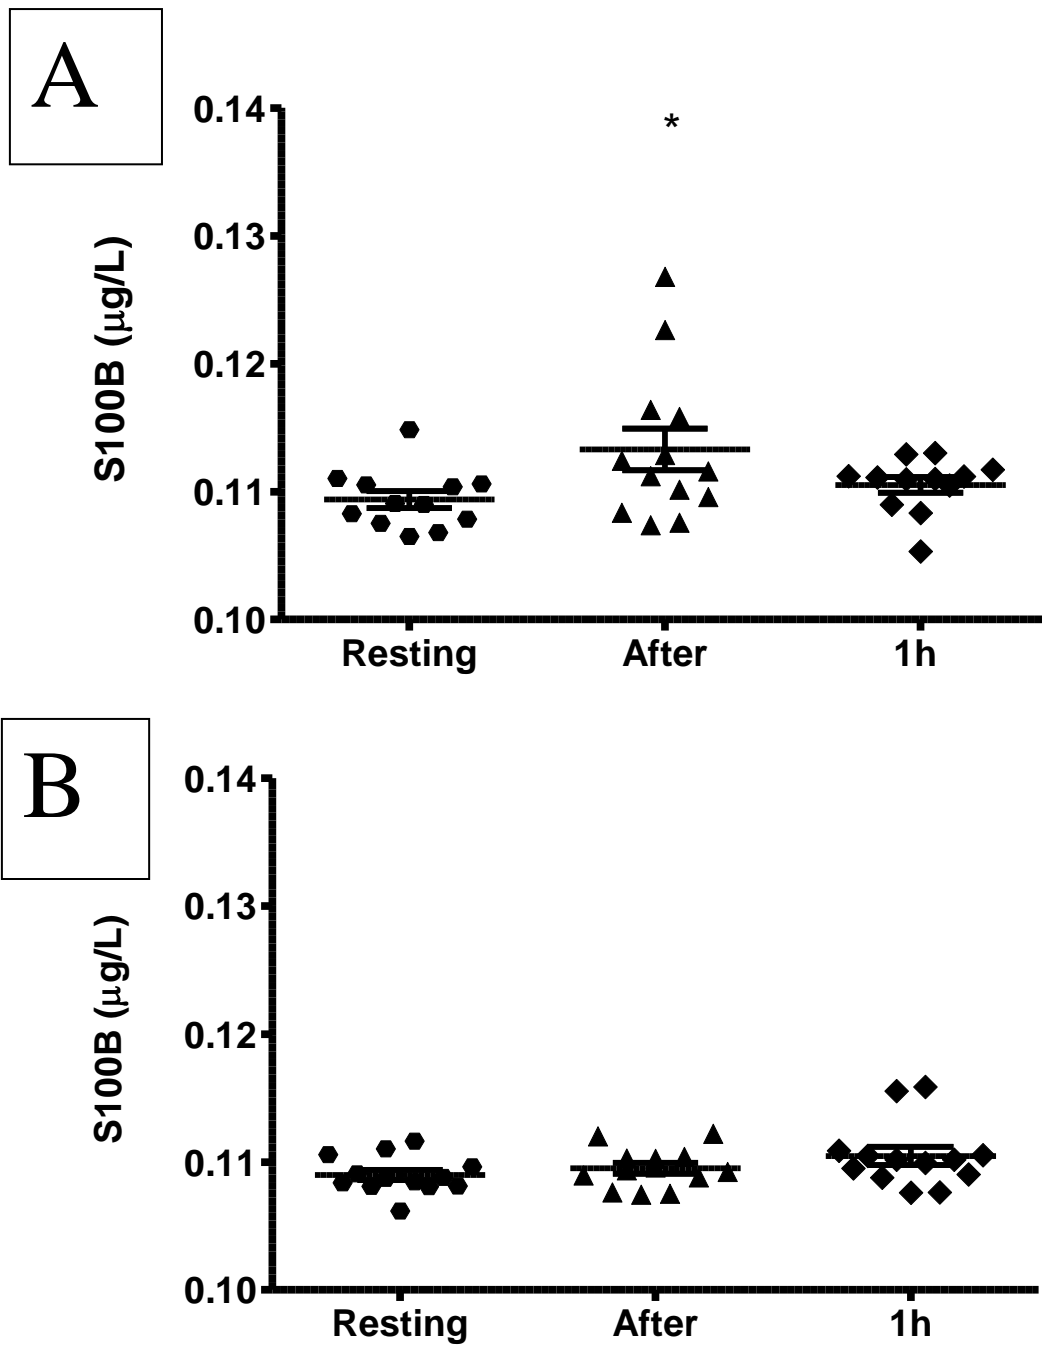 A
0.14
*
0.13
S100B (μg/L)
0.12
0.11
0.10
Resting After 1h
B
0.14
0.13
S100B (μg/L)
0.12
0.11
0.10
Resting After 1h